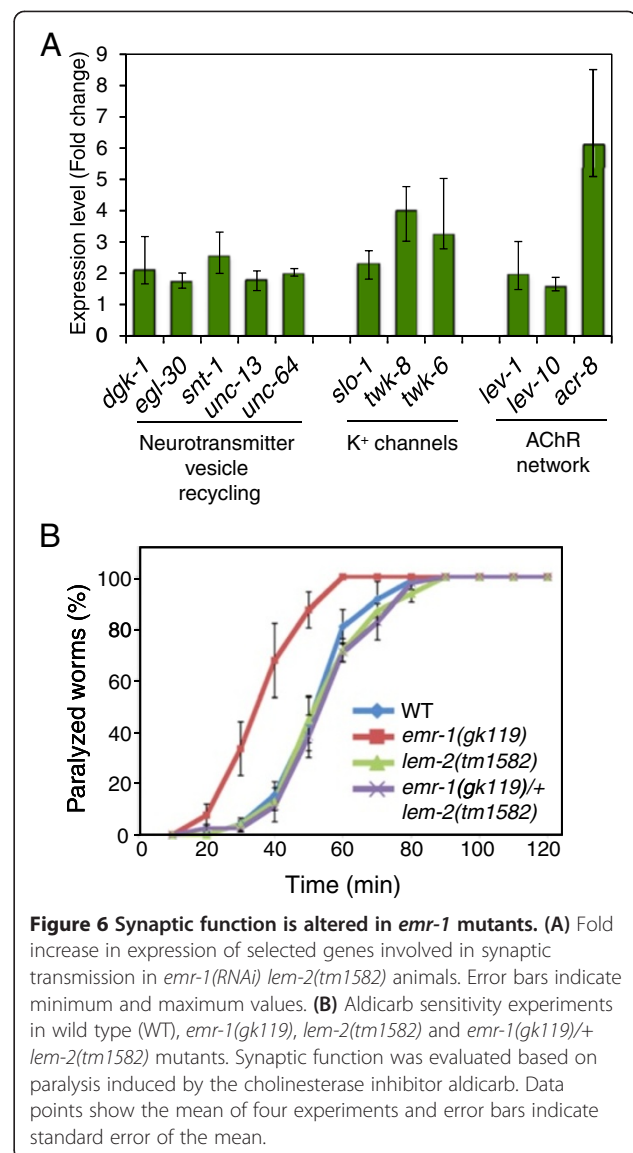 A
Expression level (Fold change)
9
8
7
6
5
4
3
2
1
0
dgk-1
egl-30
snt-1
unc-13
unc-64
slo-1
twk-8
twk-6
lev-1
lev-10
acr-8
Neurotransmitter
vesicle
recycling
K+ channels
AChR
network
B
Paralyzed worms (%)
100
80
60
40
20
0
WT
emr-1(gk119)
lem-2(tm1582)
emr-1(gk119)/+
lem-2(tm1582)
0 20 40 60 80 100 120
Time (min)
Figure 6 Synaptic function is altered in emr-1 mutants. (A) Fold
increase in expression of selected genes involved in synaptic
transmission in emr-1(RNAi) lem-2(tm1582) animals. Error bars indicate
minimum and maximum values. (B) Aldicarb sensitivity experiments
in wild type (WT), emr-1(gk119), lem-2(tm1582) and emr-1(gk119)/+
lem-2(tm1582) mutants. Synaptic function was evaluated based on
paralysis induced by the cholinesterase inhibitor aldicarb. Data
points show the mean of four experiments and error bars indicate
standard error of the mean.